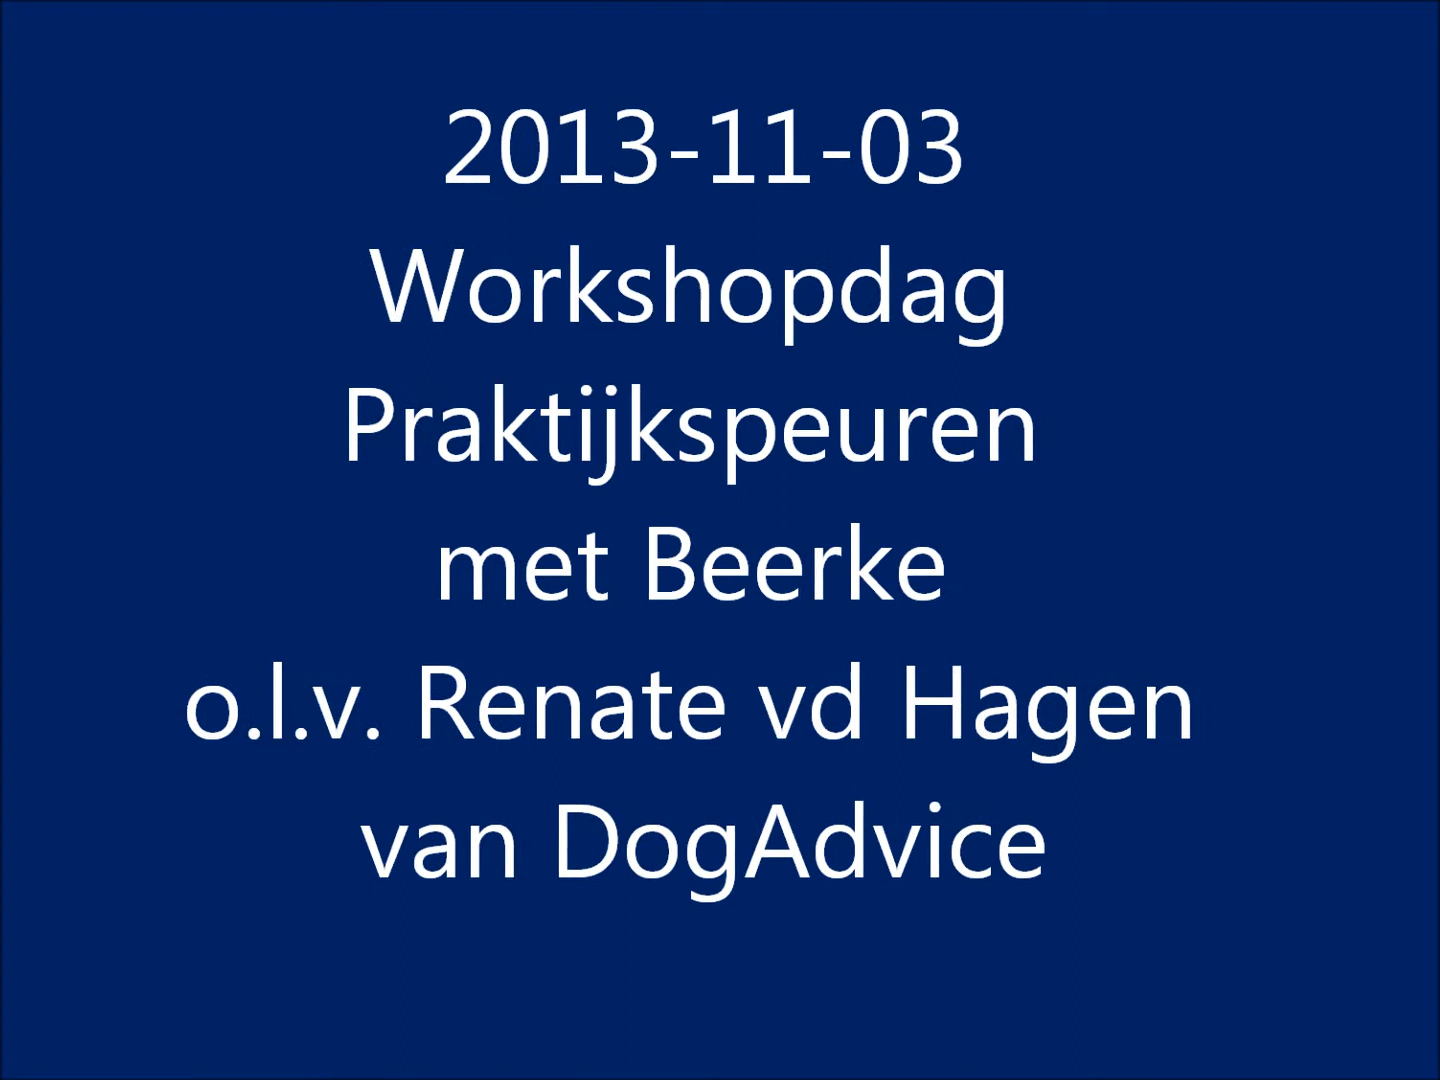 2013-11-03
Workshopdag
Praktijkspeuren
met Beerke
o.l.v. Renate vd Hagen
van DogAdvice